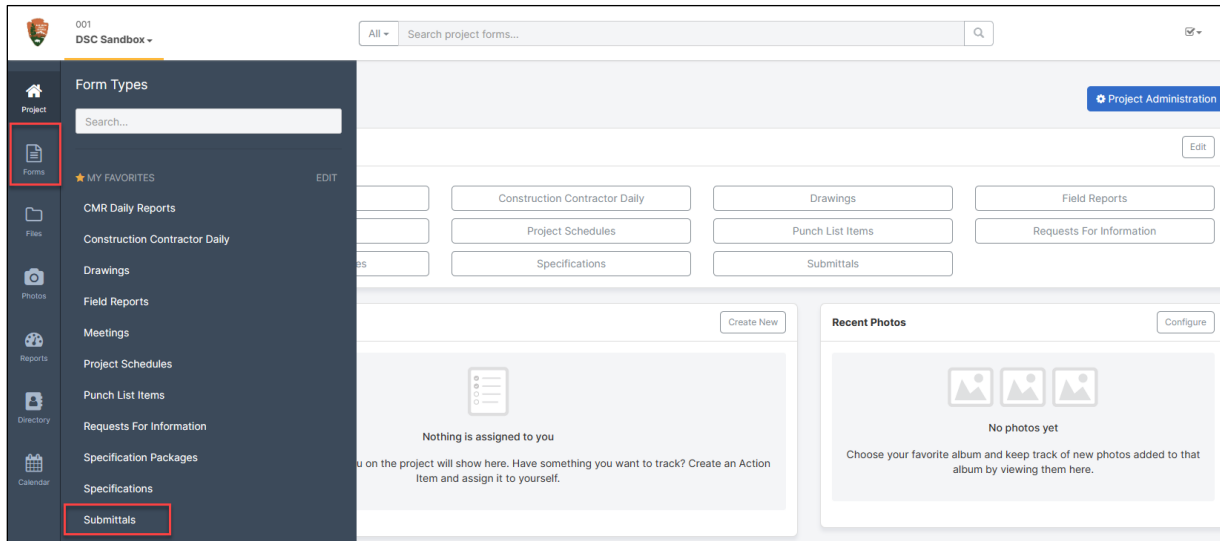 001
DSC Sandbox
All
Search project forms...
Project
Forms
Files
Photos
Reports
Directory
Calendar
Form Types
Search...
MY FAVORITES EDIT
CMR Daily Reports
Construction Contractor Daily
Drawings
Field Reports
Meetings
Project Schedules
Punch List Items
Requests For Information
Specification Packages
Specifications
Submittals
Project Administration
Edit
Construction Contractor Daily
Drawings
Field Reports
Project Schedules
Punch List Items
Requests For Information
es
Specifications
Submittals
Create New
Nothing is assigned to you
u on the project will show here. Have something you want to track? Create an Action
Item and assign it to yourself.
Recent Photos
Configure
No photos yet
Choose your favorite album and keep track of new photos added to that
album by viewing them here.